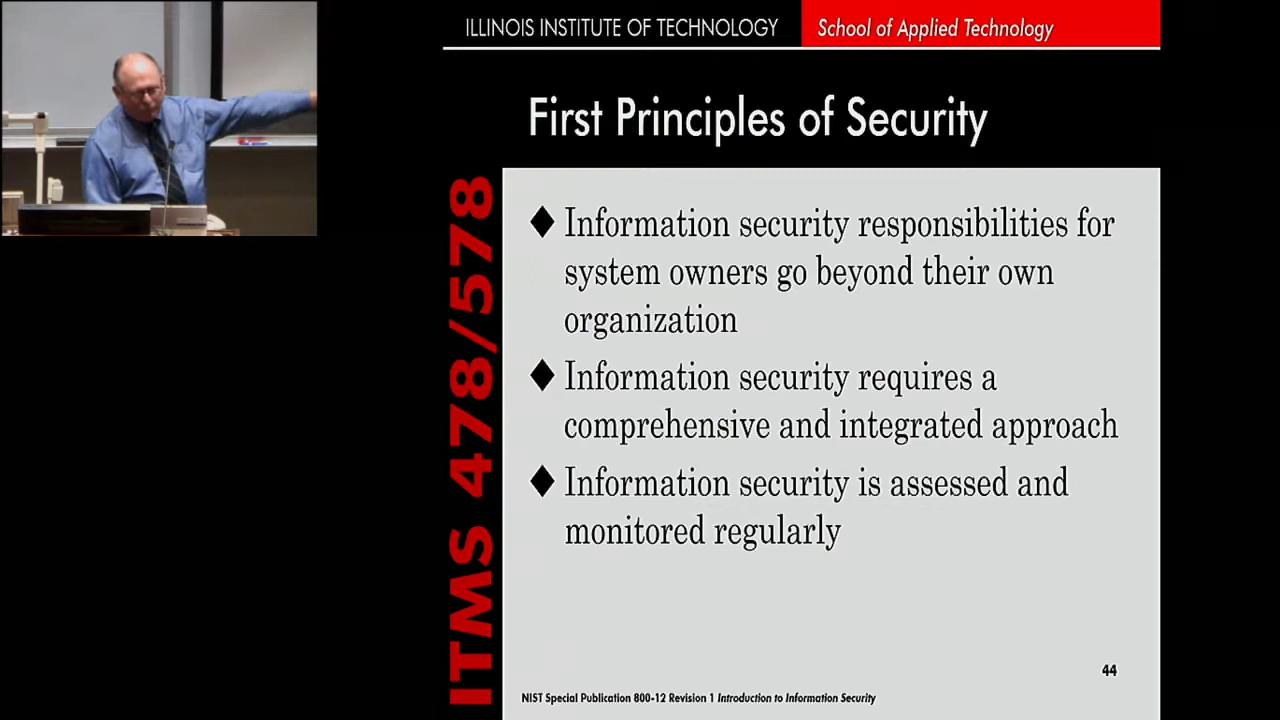 ILLINOIS INSTITUTE OF TECHNOLOGY School of Applied Technology
First Principles of Security
ITMS 478/578
♦ Information security responsibilities for
system owners go beyond their own
organization
♦ Information security requires a
comprehensive and integrated approach
♦ Information security is assessed and
monitored regularly
44
NIST Special Publication 800-12 Revision 1 Introduction to Information Security